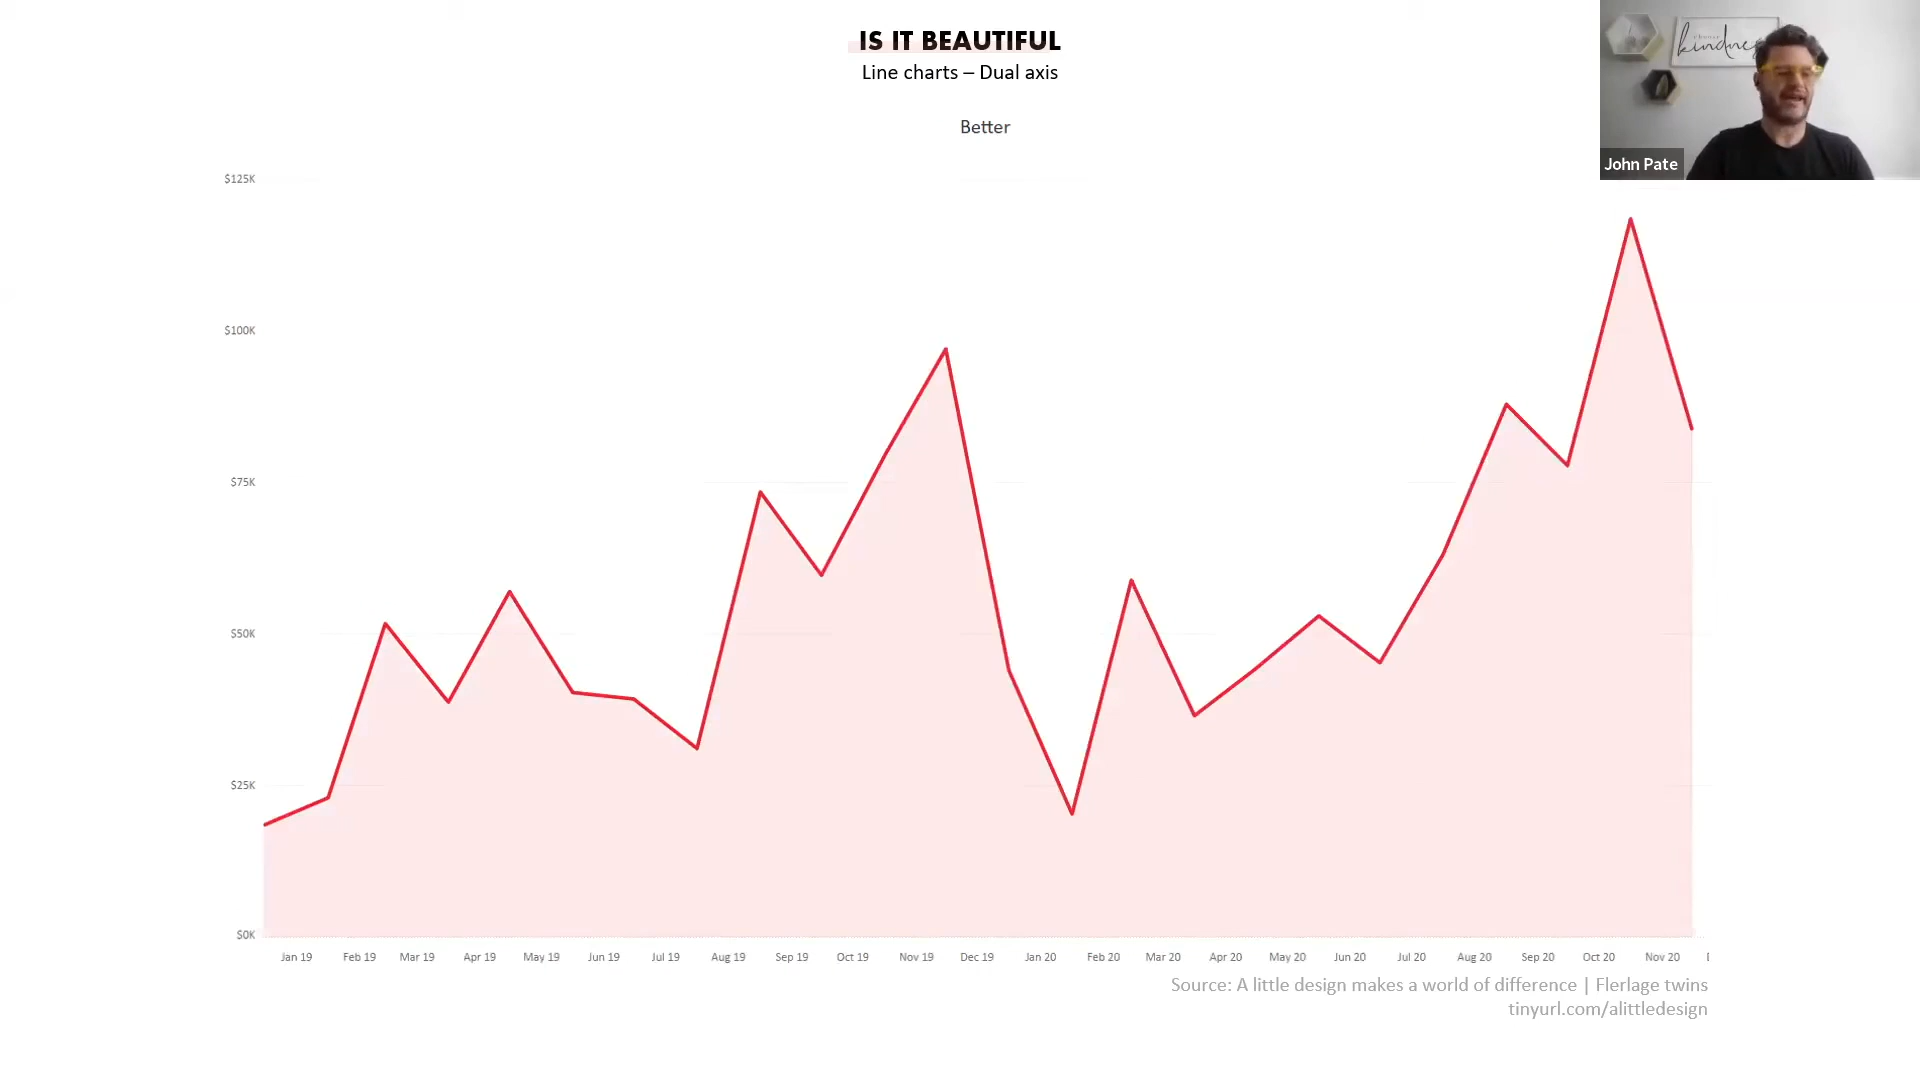 IS IT BEAUTIFUL
Line charts – Dual axis
Better
kindness
John Pate
$125K
$100K
$75K
$50K
$25K
$0K
Jan 19 Feb 19 Mar 19 Apr 19 May 19 Jun 19 Jul 19 Aug 19 Sep 19 Oct 19 Nov 19 Dec 19 Jan 20 Feb 20 Mar 20 Apr 20 May 20 Jun 20 Jul 20 Aug 20 Sep 20 Oct 20 Nov 20
Source: A little design makes a world of difference | Flerlage twins
tinyurl.com/alittledesign